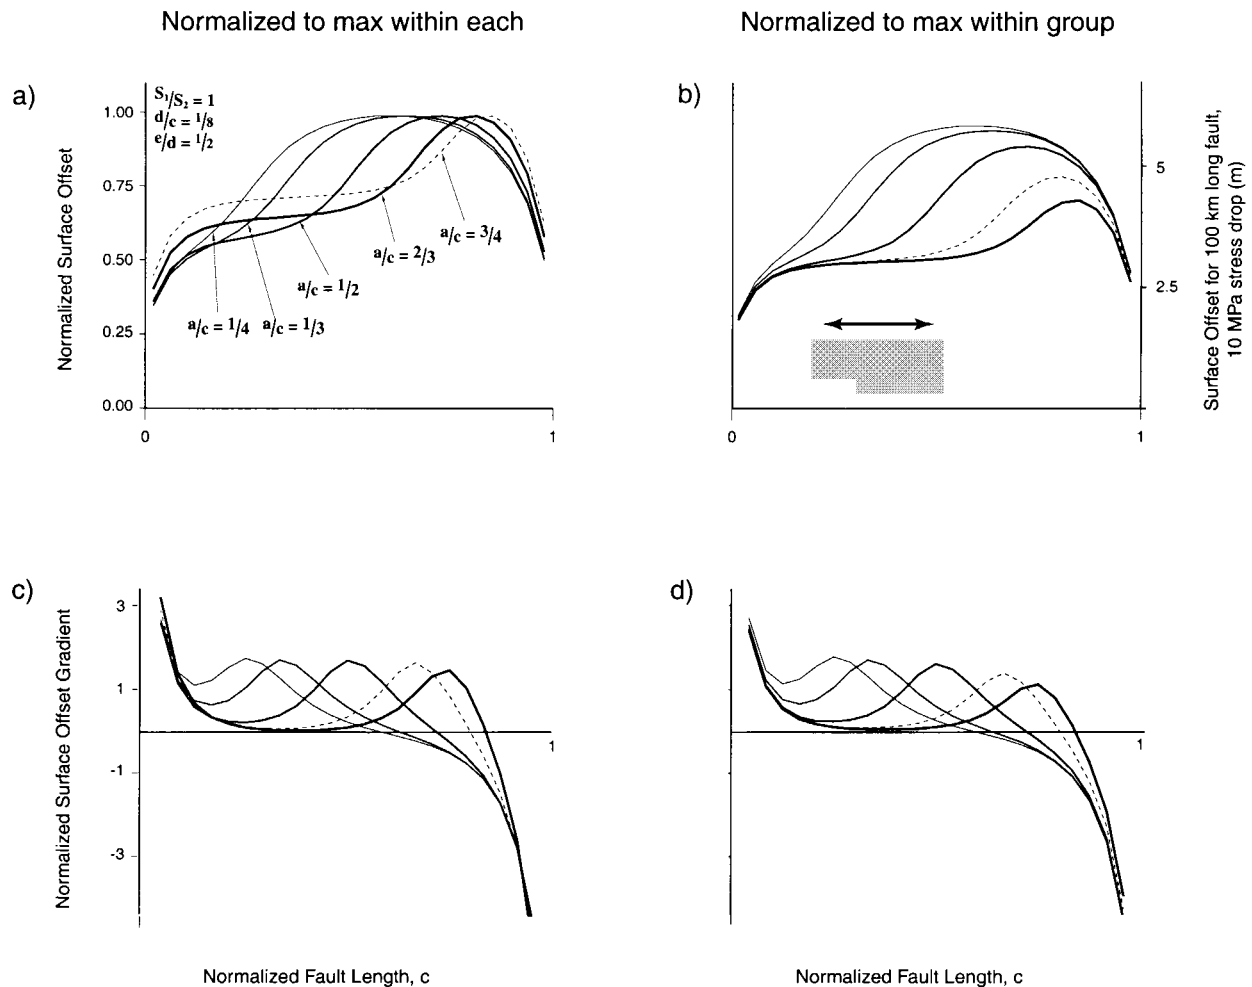 Normalized to max within each
Normalized to max within group
a)
S₁/S₂ = 1
d/c = 1/8
e/d = 1/2
Normalized Surface Offset
1.00
0.75
0.50
0.25
0.00
0
1
a/c = 1/4
a/c = 1/3
a/c = 1/2
a/c = 2/3
a/c = 3/4
b)
5
2.5
0
1
Surface Offset for 100 km long fault,
10 MPa stress drop (m)
c)
Normalized Surface Offset Gradient
3
1
-1
-3
1
Normalized Fault Length, c
d)
1
Normalized Fault Length, c